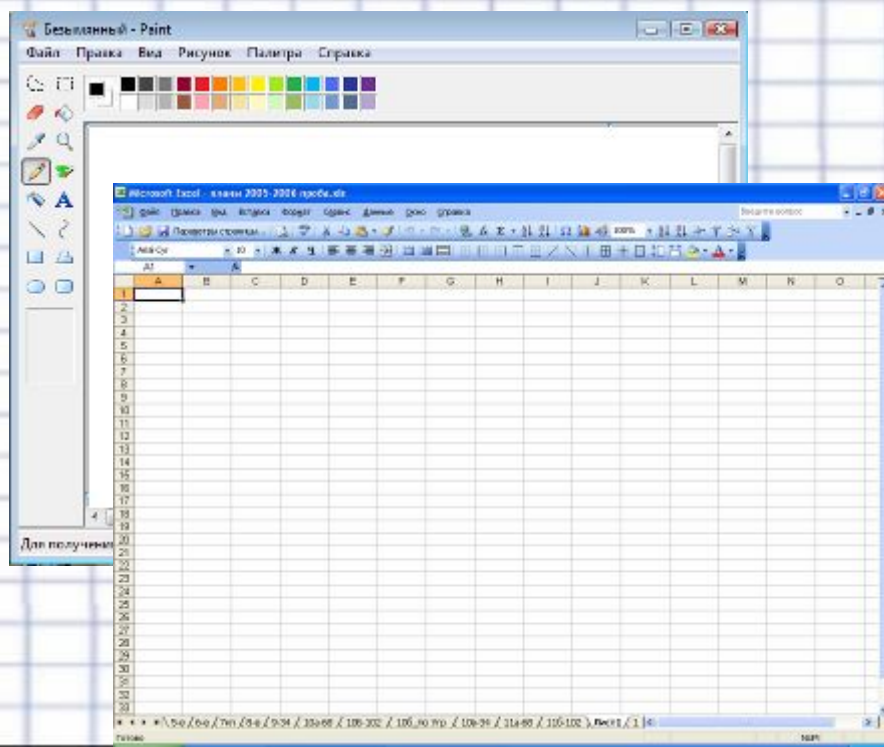 Безымянный - Paint
Файл Правка Вид Рисунок Палитра Справка
Microsoft Excel - планы 2005-2006 проба.xls
Файл Правка Вид Вставка Формат Сервис Данные Окно Справка
Введите вопрос
Параметры страницы... 100%
Arial Cyr 10 Ж К Ч
A1
A B C D E F G H I J K L M N O
1
2
3
4
5
6
7
8
9
10
11
12
13
14
15
16
17
18
19
20
21
22
23
24
25
26
27
28
29
30
31
32
33
Для получения
Лист1 / 1
Готово NUM